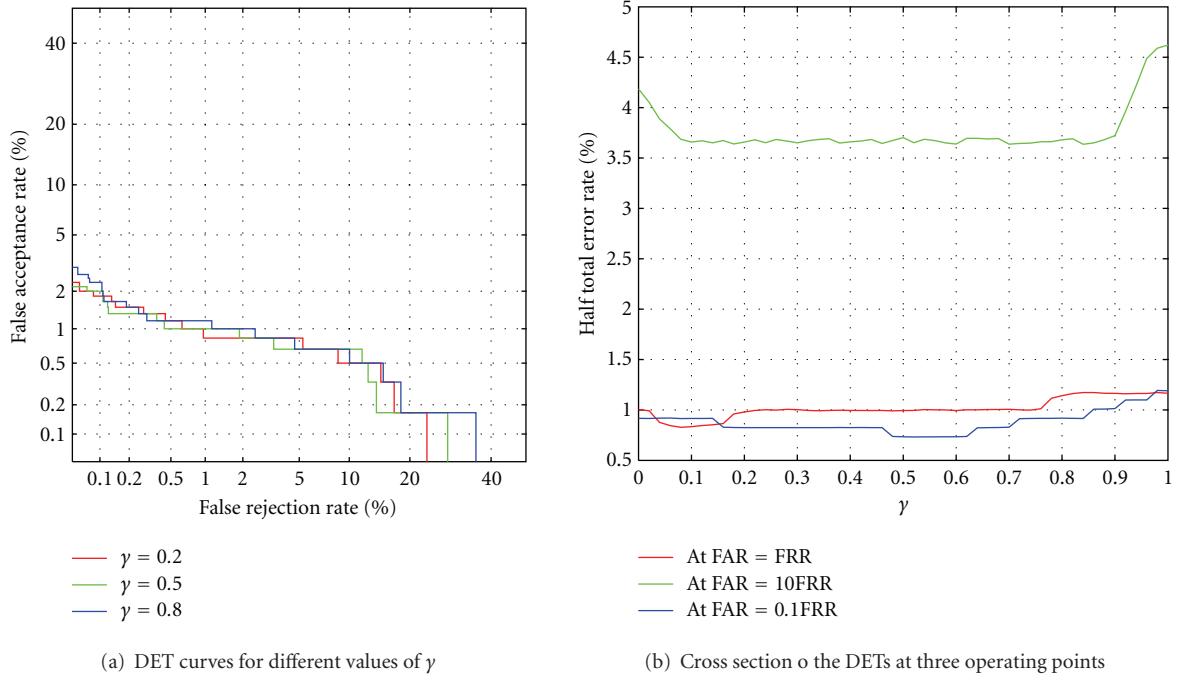 40
20
10
5
2
1
0.5
0.2
0.1
False acceptance rate (%)
0.1 0.2 0.5 1 2 5 10 20 40
False rejection rate (%)
γ = 0.2
γ = 0.5
γ = 0.8
(a) DET curves for different values of γ
4.5
4
3.5
3
2.5
2
1.5
1
0.5
Half total error rate (%)
0 0.1 0.2 0.3 0.4 0.5 0.6 0.7 0.8 0.9 1
γ
At FAR = FRR
At FAR = 10FRR
At FAR = 0.1FRR
(b) Cross section o the DETs at three operating points